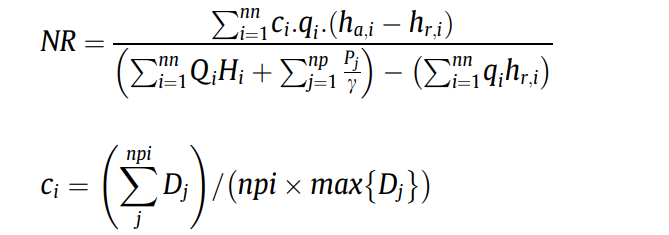 NR = \frac{\sum_{i=1}^{nn} c_i.q_i.(h_{a,i} - h_{r,i})}{\left(\sum_{i=1}^{nn} Q_i H_i + \sum_{j=1}^{np} \frac{P_j}{\gamma}\right) - \left(\sum_{i=1}^{nn} q_i h_{r,i}\right)}
c_i = \left(\sum_{j}^{npi} D_j\right) / (npi \times max\{D_j\})